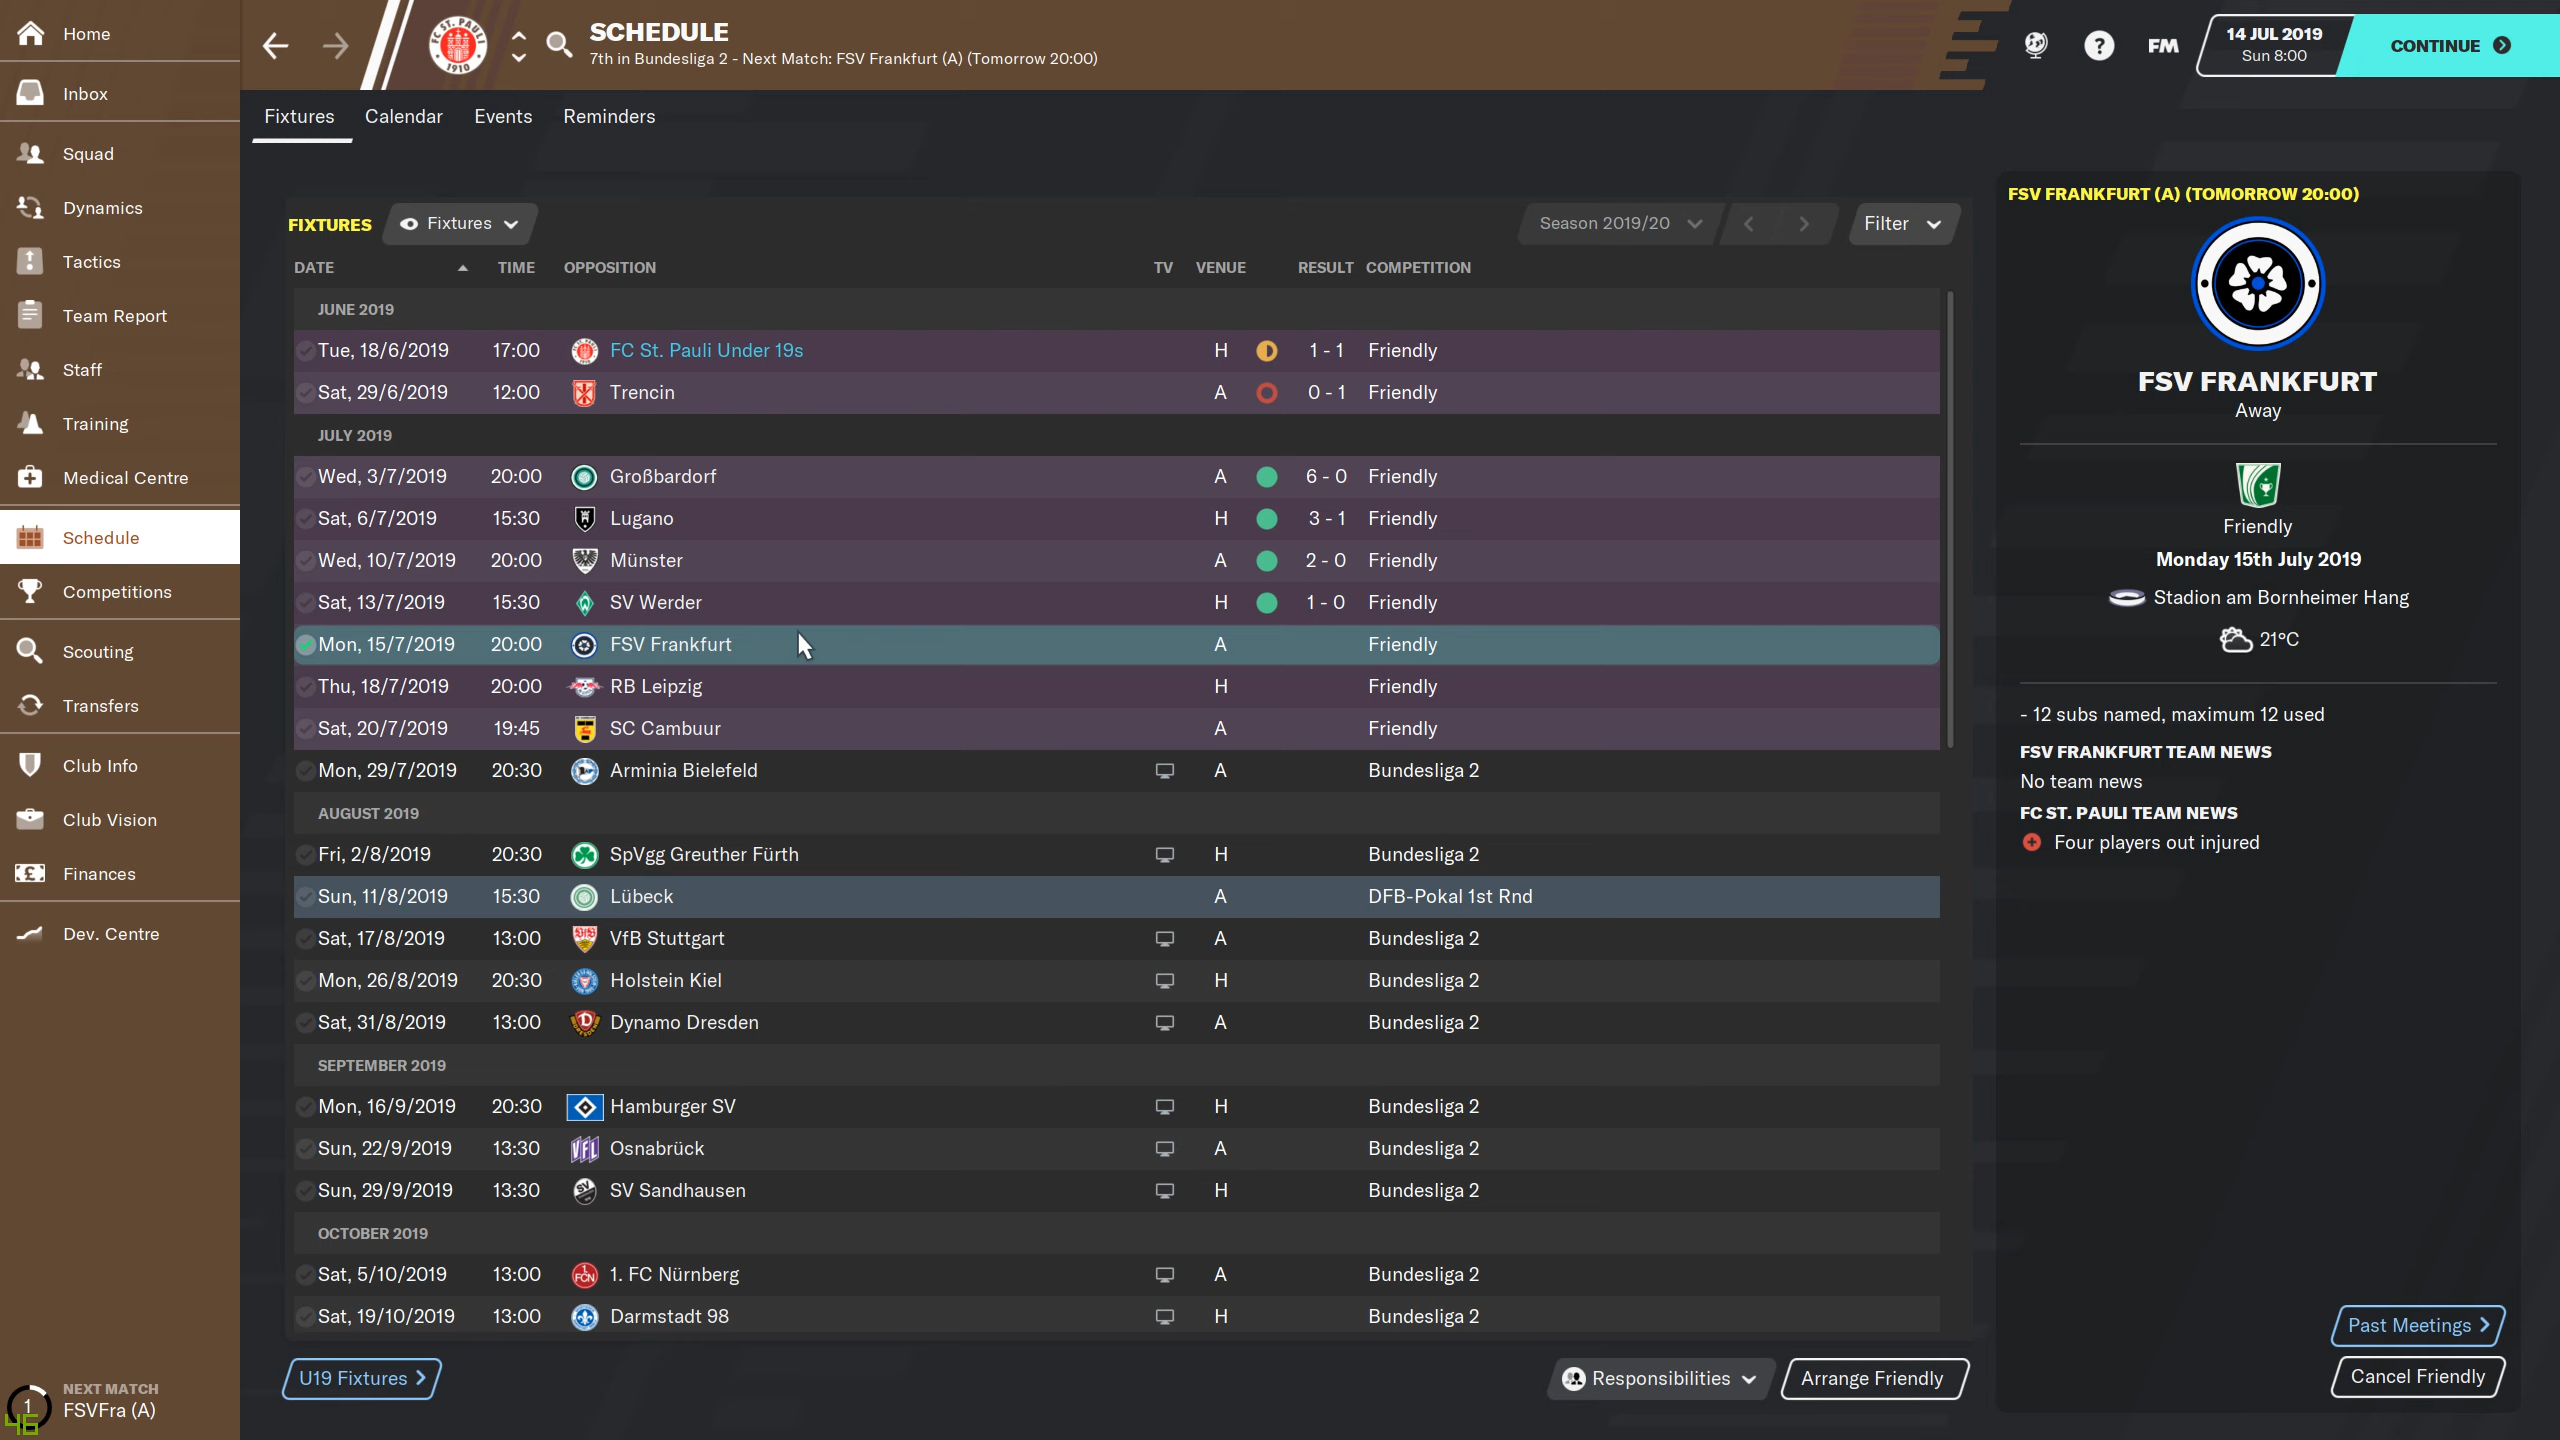 Home
Inbox
Squad
Dynamics
Tactics
Team Report
Staff
Training
Medical Centre
Schedule
Competitions
Scouting
Transfers
Club Info
Club Vision
Finances
Dev. Centre
NEXT MATCH
FSVFra (A)
1
46
SCHEDULE
7th in Bundesliga 2 - Next Match: FSV Frankfurt (A) (Tomorrow 20:00)
FM
14 JUL 2019
Sun 8:00
CONTINUE
Fixtures Calendar Events Reminders
FIXTURES Fixtures Season 2019/20 Filter
DATE TIME OPPOSITION TV VENUE RESULT COMPETITION
JUNE 2019
Tue, 18/6/2019 17:00 FC St. Pauli Under 19s H 1 - 1 Friendly
Sat, 29/6/2019 12:00 Trencin A 0 - 1 Friendly
JULY 2019
Wed, 3/7/2019 20:00 Großbardorf A 6 - 0 Friendly
Sat, 6/7/2019 15:30 Lugano H 3 - 1 Friendly
Wed, 10/7/2019 20:00 Münster A 2 - 0 Friendly
Sat, 13/7/2019 15:30 SV Werder H 1 - 0 Friendly
Mon, 15/7/2019 20:00 FSV Frankfurt A Friendly
Thu, 18/7/2019 20:00 RB Leipzig H Friendly
Sat, 20/7/2019 19:45 SC Cambuur A Friendly
Mon, 29/7/2019 20:30 Arminia Bielefeld A Bundesliga 2
AUGUST 2019
Fri, 2/8/2019 20:30 SpVgg Greuther Fürth H Bundesliga 2
Sun, 11/8/2019 15:30 Lübeck A DFB-Pokal 1st Rnd
Sat, 17/8/2019 13:00 VfB Stuttgart A Bundesliga 2
Mon, 26/8/2019 20:30 Holstein Kiel H Bundesliga 2
Sat, 31/8/2019 13:00 Dynamo Dresden A Bundesliga 2
SEPTEMBER 2019
Mon, 16/9/2019 20:30 Hamburger SV H Bundesliga 2
Sun, 22/9/2019 13:30 Osnabrück A Bundesliga 2
Sun, 29/9/2019 13:30 SV Sandhausen H Bundesliga 2
OCTOBER 2019
Sat, 5/10/2019 13:00 1. FC Nürnberg A Bundesliga 2
Sat, 19/10/2019 13:00 Darmstadt 98 H Bundesliga 2
U19 Fixtures Responsibilities Arrange Friendly
FSV FRANKFURT (A) (TOMORROW 20:00)
FSV FRANKFURT
Away
Friendly
Monday 15th July 2019
Stadion am Bornheimer Hang
21°C
- 12 subs named, maximum 12 used
FSV FRANKFURT TEAM NEWS
No team news
FC ST. PAULI TEAM NEWS
Four players out injured
Past Meetings
Cancel Friendly
FC ST. PAULI
1910